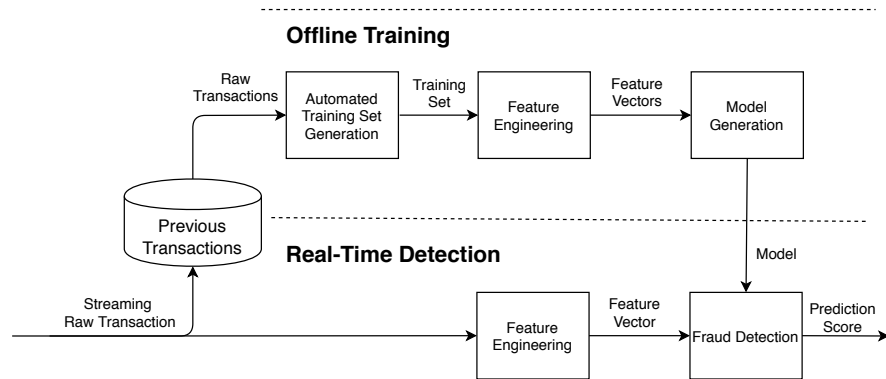 Offline Training
Raw
Transactions
Automated
Training Set
Generation
Training
Set
Feature
Engineering
Feature
Vectors
Model
Generation
Previous
Transactions
Real-Time Detection
Model
Streaming
Raw Transaction
Feature
Engineering
Feature
Vector
Fraud Detection
Prediction
Score